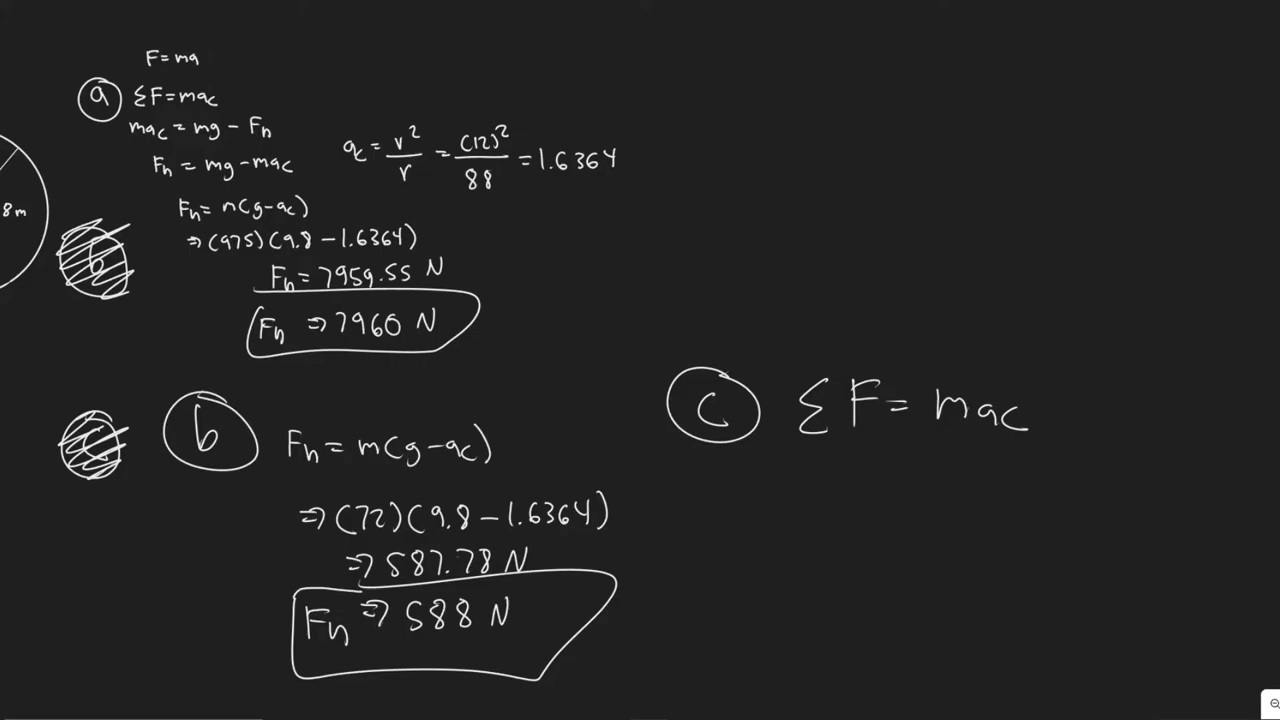 F = ma
a ΣF = mac
mac = mg - Fn
Fn = mg - mac
ac = v² / r = (12)² / 88 = 1.6364
8m
Fn = m(g - ac)
⇒ (975)(9.8 - 1.6364)
b
Fn = 7959.55 N
Fn ⇒ 7960 N
c
b Fn = m(g - ac)
⇒ (72)(9.8 - 1.6364)
⇒ 587.78 N
Fn ⇒ 588 N
c ΣF = mac